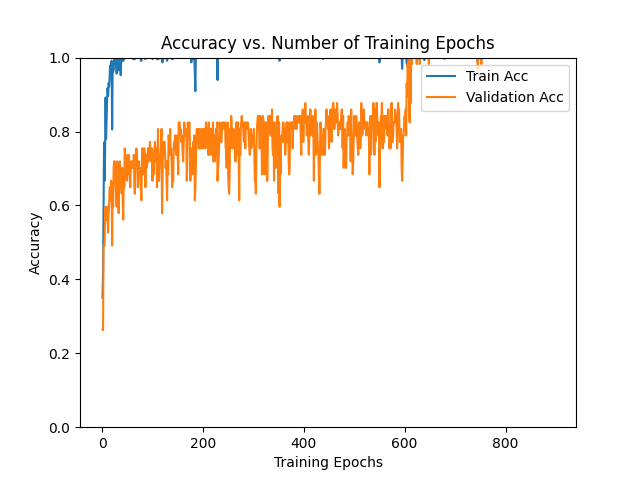 Accuracy vs. Number of Training Epochs
1.0
0.8
0.6
0.4
0.2
0.0
Accuracy
Train Acc
Validation Acc
0 200 400 600 800
Training Epochs